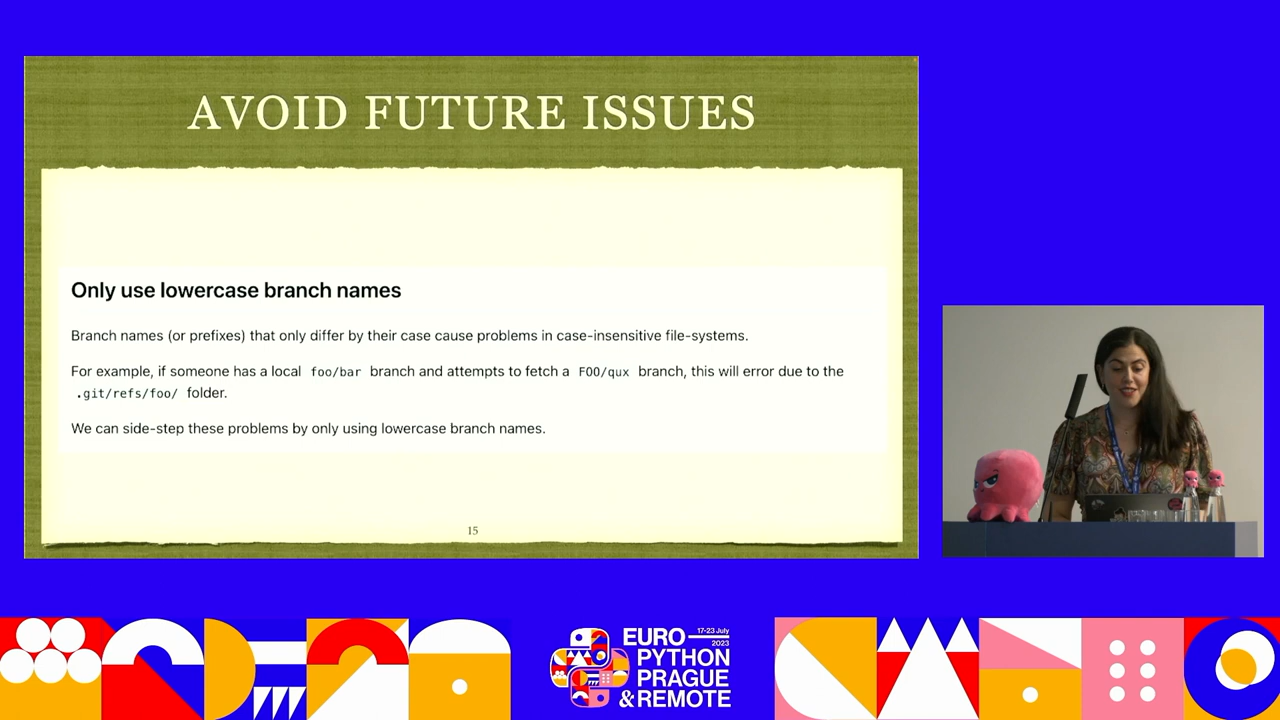 AVOID FUTURE ISSUES
Only use lowercase branch names
Branch names (or prefixes) that only differ by their case cause problems in case-insensitive file-systems.
For example, if someone has a local foo/bar branch and attempts to fetch a FOO/qux branch, this will error due to the
.git/refs/foo/ folder.
We can side-step these problems by only using lowercase branch names.
15
EURO
17-23 July
2023
PYTHON
PRAGUE
& REMOTE